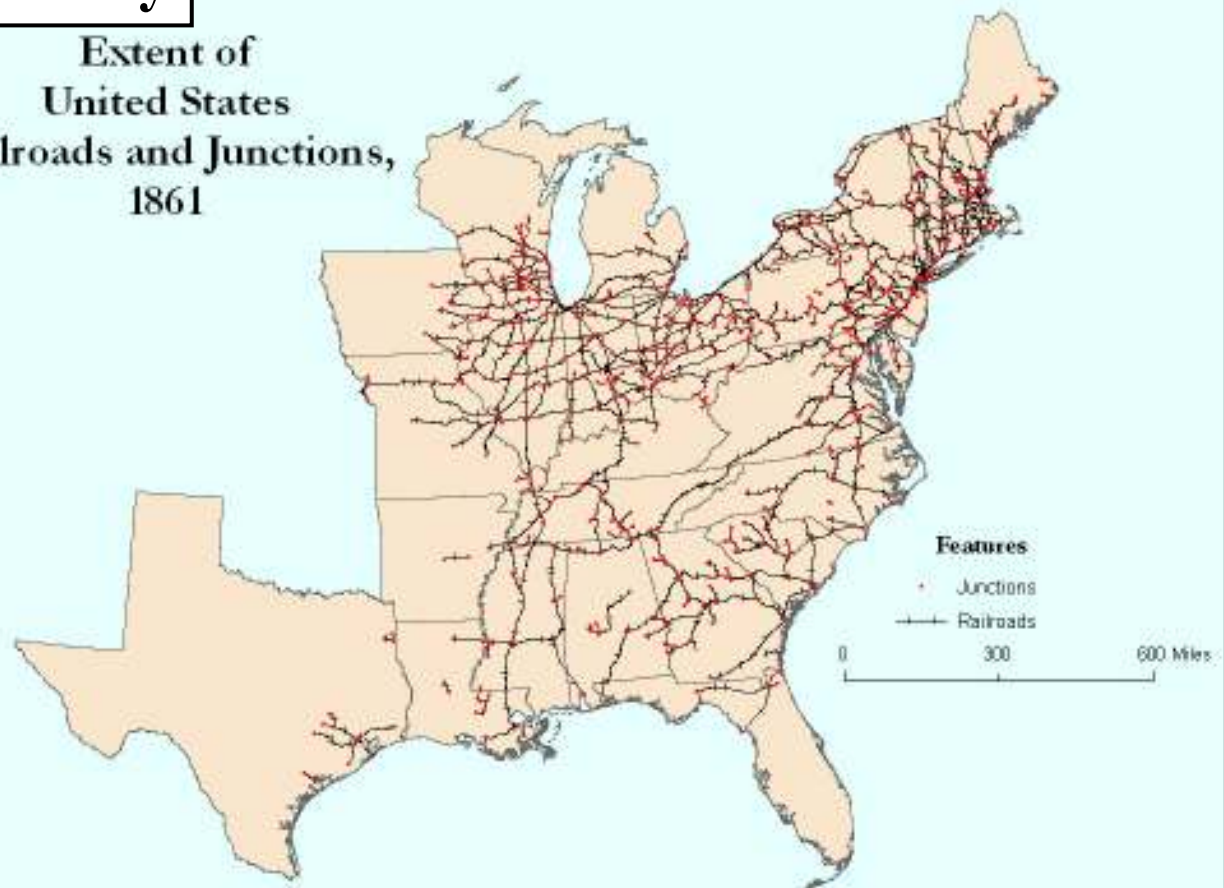 y
Extent of
United States
lroads and Junctions,
1861
Features
Junctions
Railroads
0 300 600 Miles